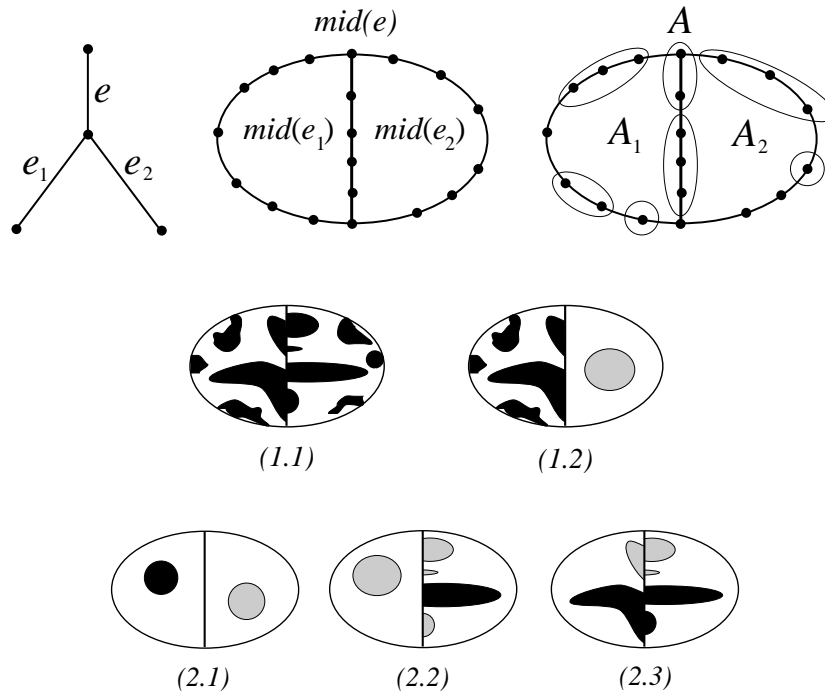 mid(e) A
e
mid(e₁) mid(e₂) A₁ A₂
e₁ e₂
(1.1) (1.2)
(2.1) (2.2) (2.3)